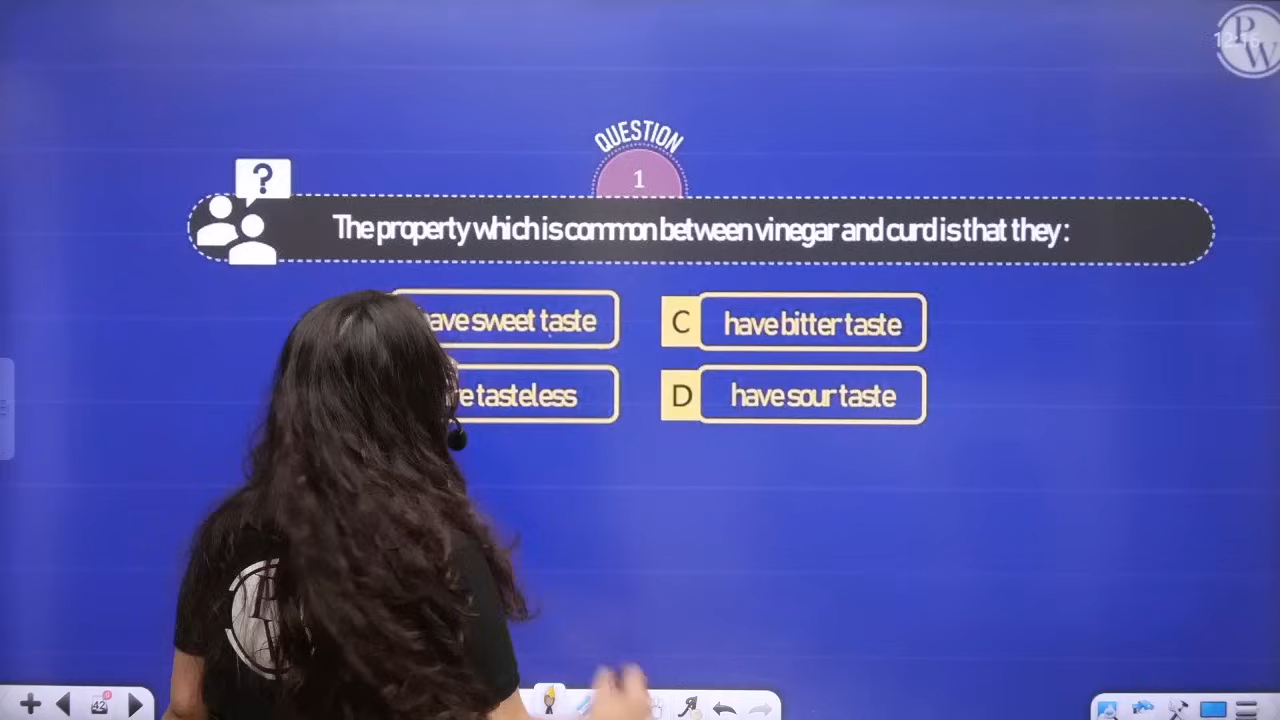 P
W
QUESTION
1
?
The property which is common between vinegar and curd is that they :
sweet taste
C
have bitter taste
tasteless
D
have sour taste
42